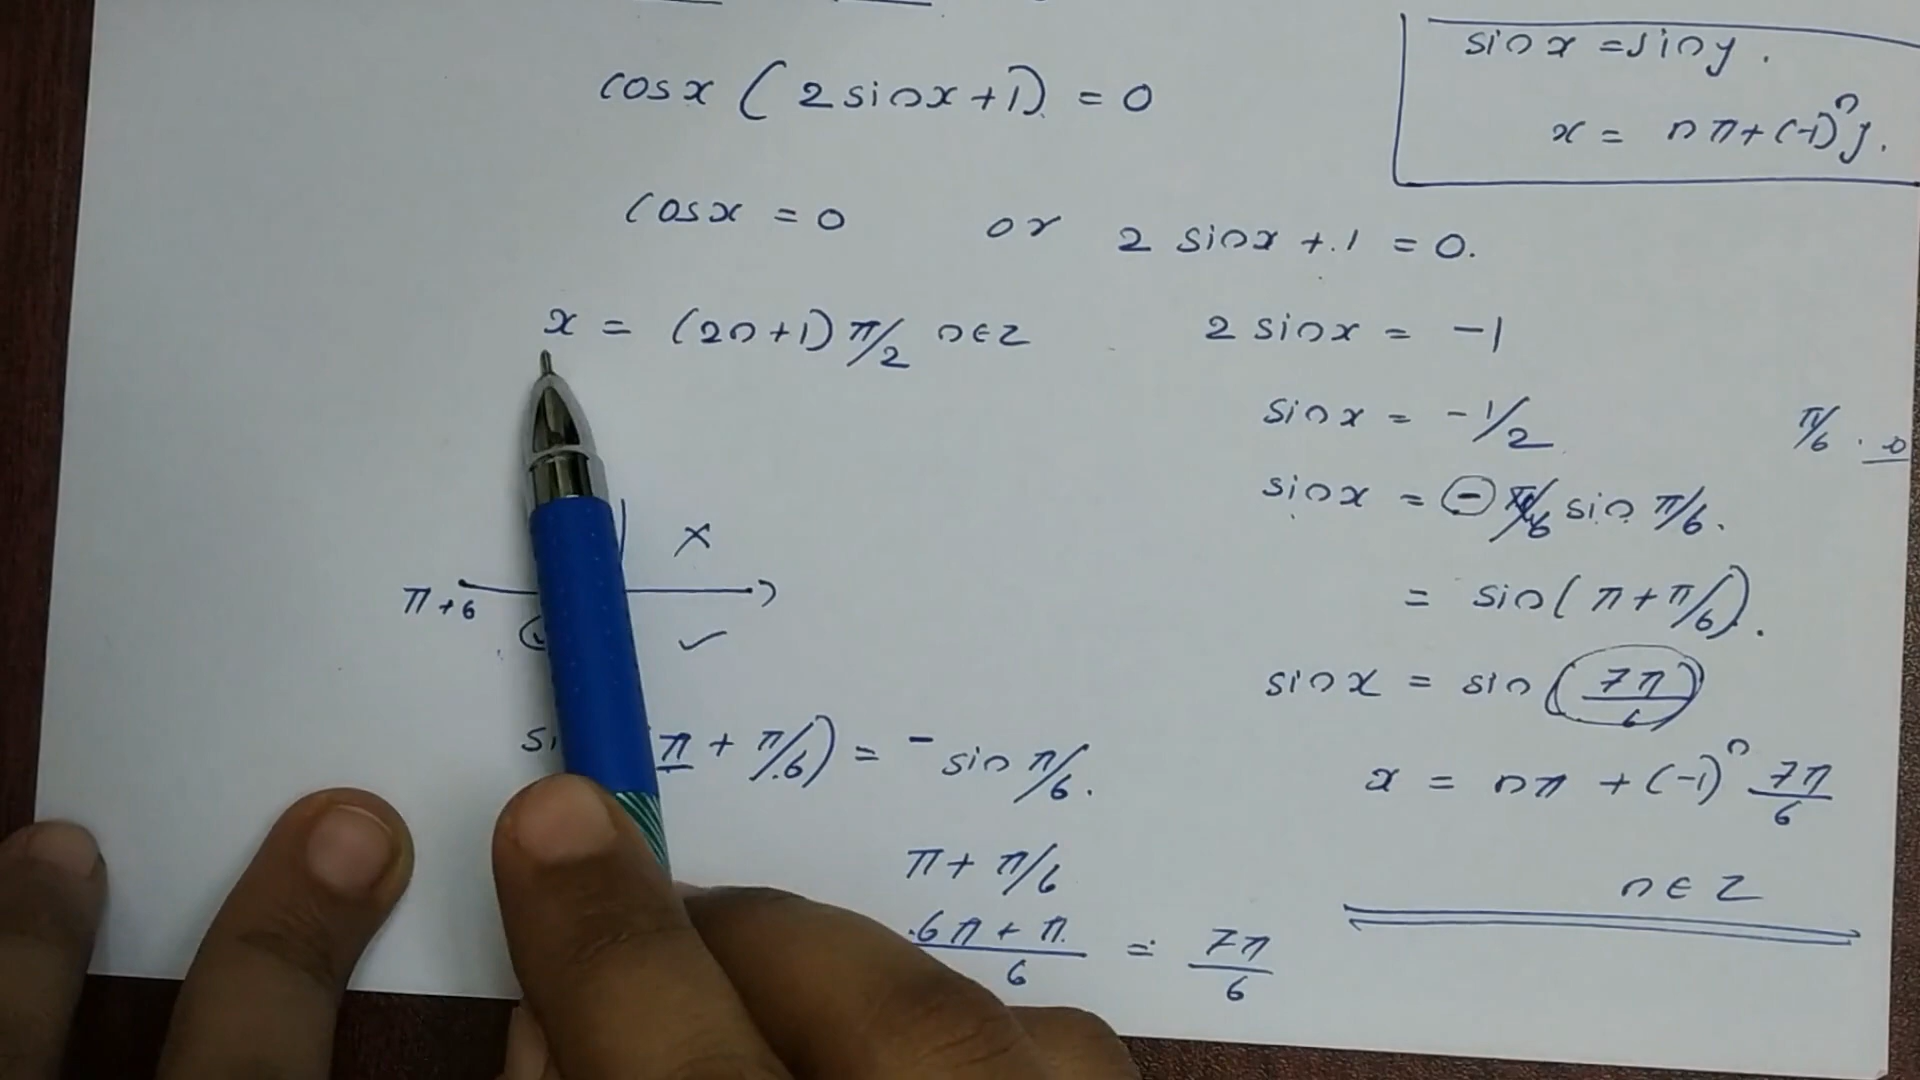 cos x ( 2 sin x + 1 ) = 0
sin x = sin y .
x = nπ + (-1)ⁿ y .
cos x = 0 or 2 sin x + 1 = 0 .
x = (2n+1) π/2 n ∈ Z
2 sin x = -1
sin x = -1/2
π/6 .
sin x = - sin π/6 .
= sin ( π + π/6 ) .
sin x = sin ( 7π/6 )
x = nπ + (-1)ⁿ 7π/6
n ∈ Z
x
π + 6
✓
π + π/6 ) = - sin π/6 .
π + π/6
6π + π / 6 = 7π/6